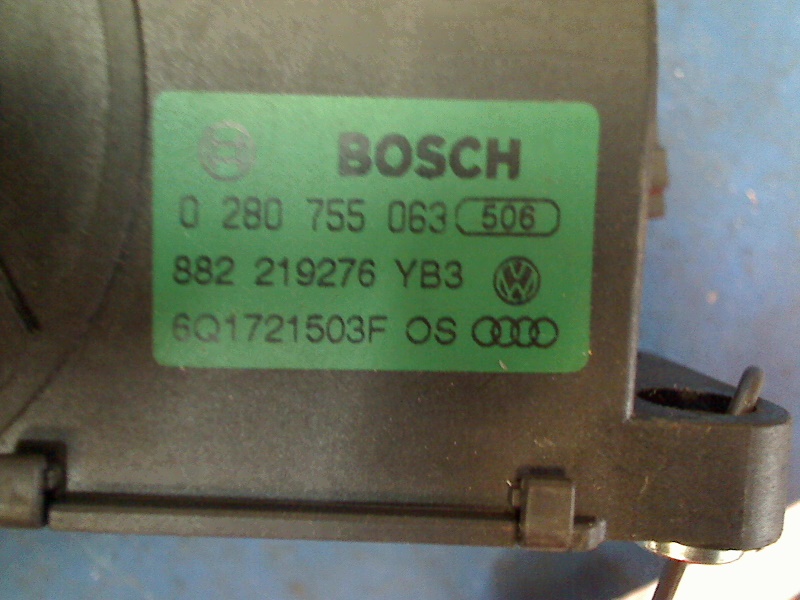 BOSCH
0 280 755 063 506
882 219276 YB3
6Q1721503F OS